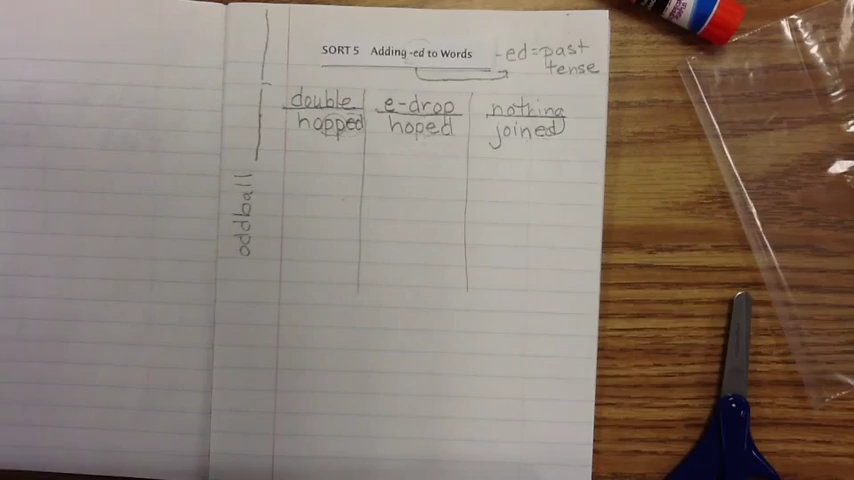 SORT 5 Adding -ed to Words
-ed = past
tense
double e-drop nothing
hopped hoped joined
oddball